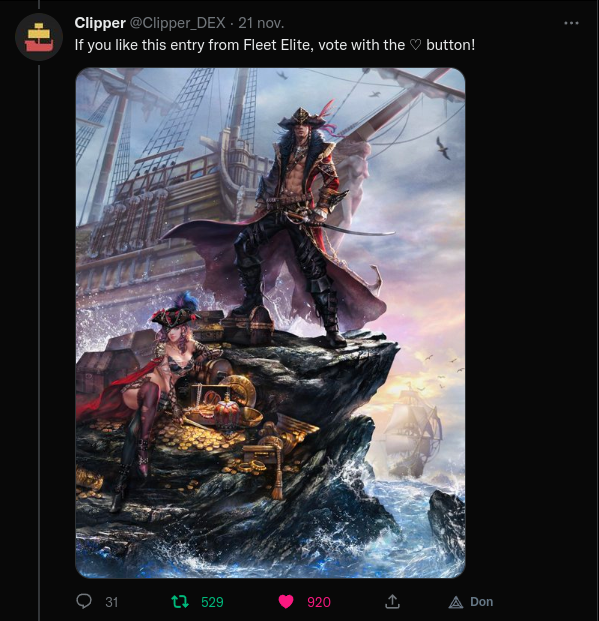 Clipper @Clipper_DEX · 21 nov.
If you like this entry from Fleet Elite, vote with the ♡ button!
31 529 920 Don